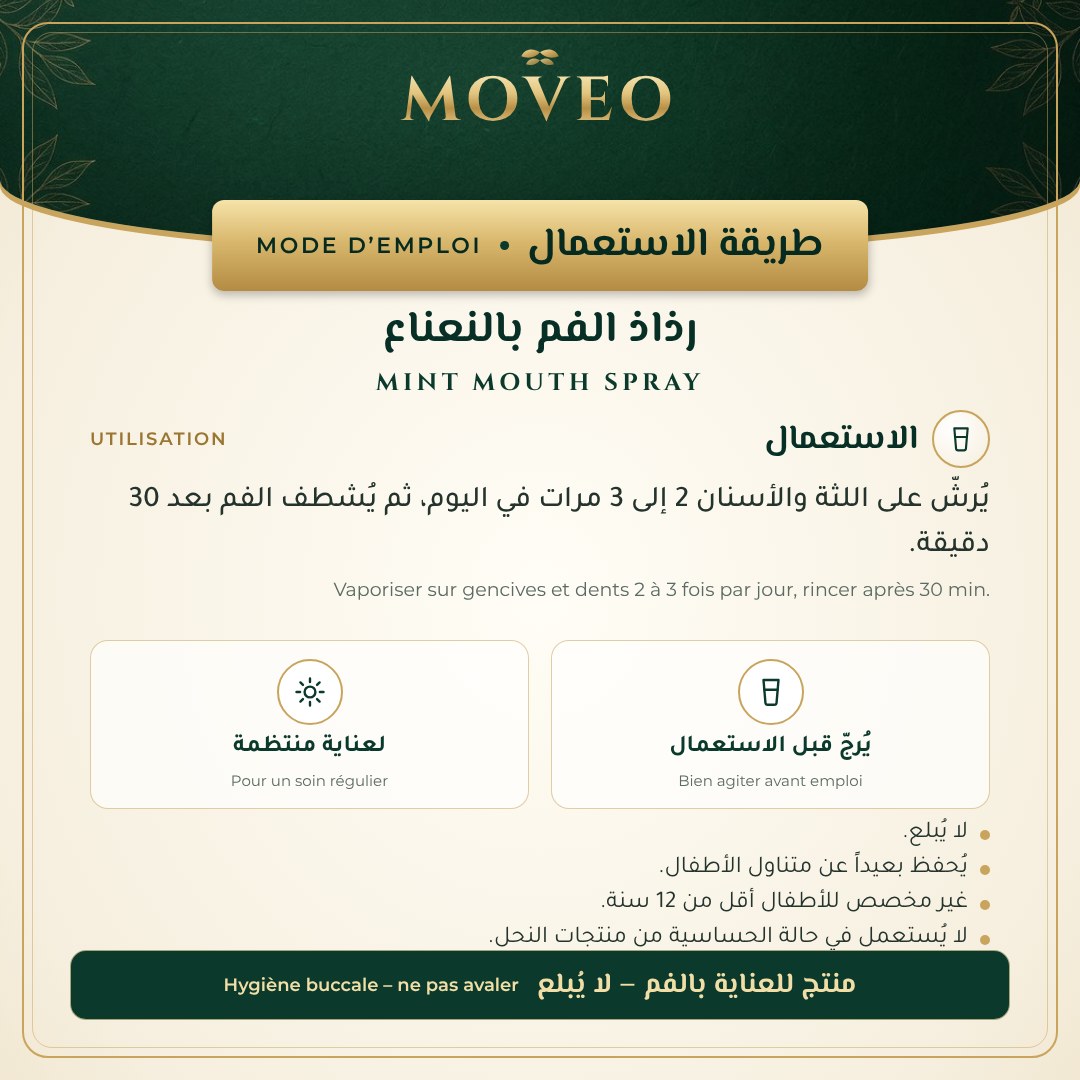 MOVEO
طريقة الاستعمال • MODE D’EMPLOI
رذاذ الفم بالنعناع
MINT MOUTH SPRAY
الاستعمال
UTILISATION
يُرشّ على اللثة والأسنان 2 إلى 3 مرات في اليوم، ثم يُشطف الفم بعد 30
دقيقة.
Vaporiser sur gencives et dents 2 à 3 fois par jour, rincer après 30 min.
يُرجّ قبل الاستعمال
Bien agiter avant emploi
لعناية منتظمة
Pour un soin régulier
لا يُبلع.
يُحفظ بعيداً عن متناول الأطفال.
غير مخصص للأطفال أقل من 12 سنة.
لا يُستعمل في حالة الحساسية من منتجات النحل.
منتج للعناية بالفم – لا يُبلع Hygiène buccale – ne pas avaler